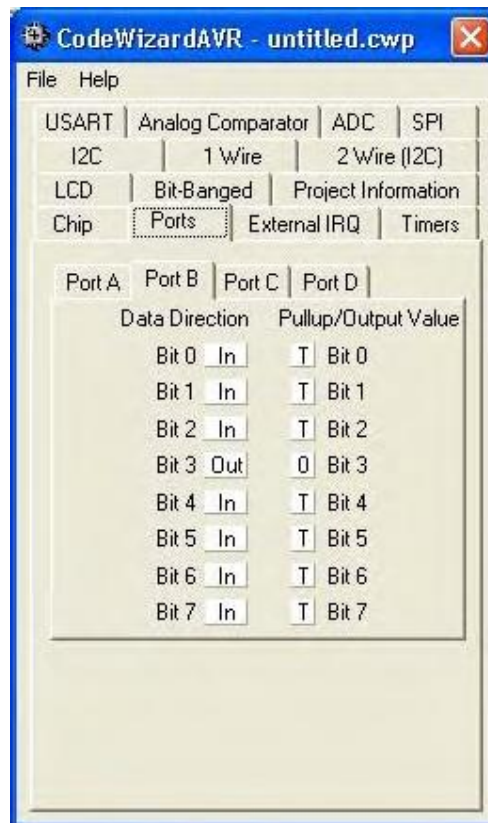 CodeWizardAVR - untitled.cwp
File Help
USART Analog Comparator ADC SPI
I2C 1 Wire 2 Wire (I2C)
LCD Bit-Banged Project Information
Chip Ports External IRQ Timers
Port A Port B Port C Port D
Data Direction Pullup/Output Value
Bit 0 In T Bit 0
Bit 1 In T Bit 1
Bit 2 In T Bit 2
Bit 3 Out 0 Bit 3
Bit 4 In T Bit 4
Bit 5 In T Bit 5
Bit 6 In T Bit 6
Bit 7 In T Bit 7